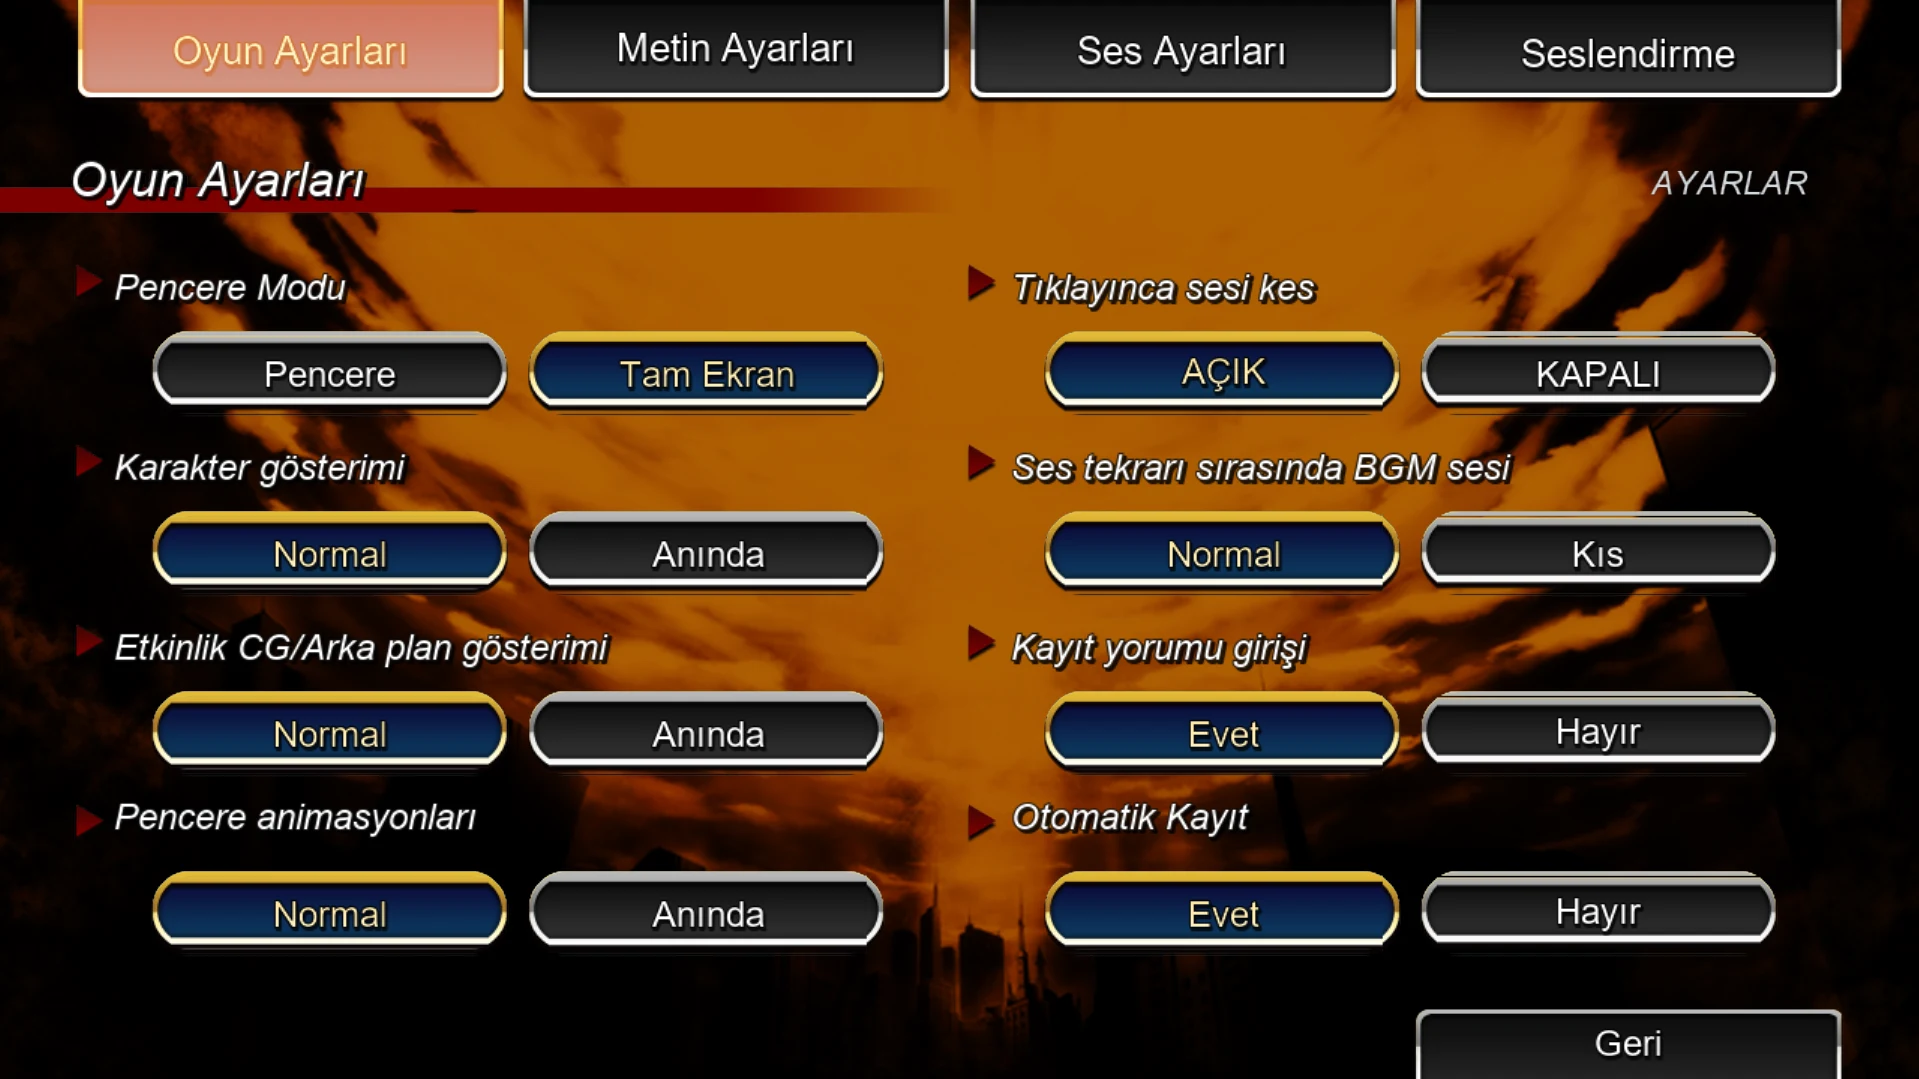 Oyun Ayarları
Metin Ayarları
Ses Ayarları
Seslendirme
Oyun Ayarları
AYARLAR
Pencere Modu
Pencere
Tam Ekran
Karakter gösterimi
Normal
Anında
Etkinlik CG/Arka plan gösterimi
Normal
Anında
Pencere animasyonları
Normal
Anında
Tıklayınca sesi kes
AÇIK
KAPALI
Ses tekrarı sırasında BGM sesi
Normal
Kıs
Kayıt yorumu girişi
Evet
Hayır
Otomatik Kayıt
Evet
Hayır
Geri